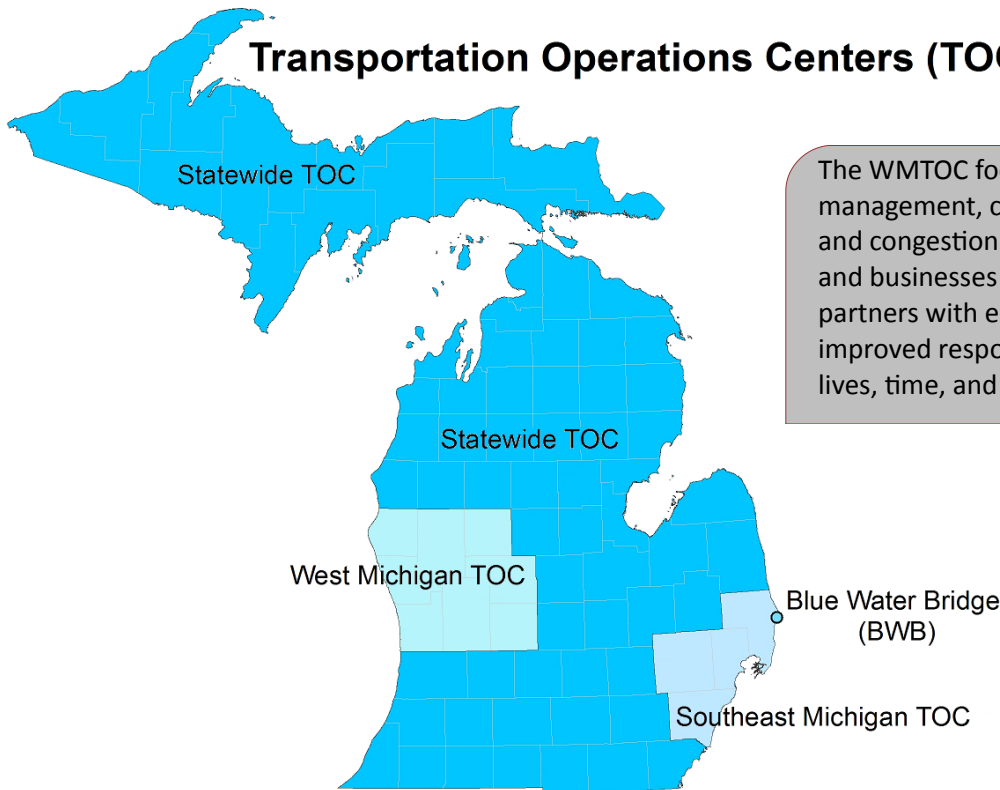 Transportation Operations Centers (TOC
The WMTOC fo
management, c
and congestion
and businesses
partners with e
improved respo
lives, time, and
Statewide TOC
Statewide TOC
West Michigan TOC
Blue Water Bridge
(BWB)
Southeast Michigan TOC